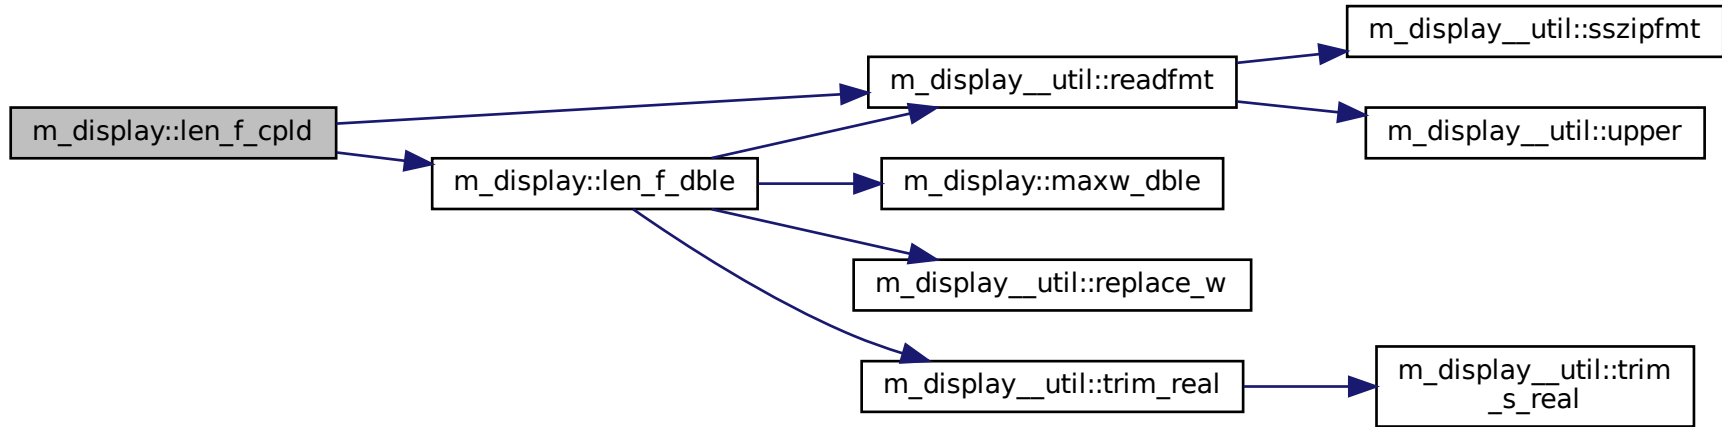 m_display::len_f_cpld
m_display::len_f_dble
m_display__util::readfmt
m_display::maxw_dble
m_display__util::replace_w
m_display__util::trim_real
m_display__util::sszipfmt
m_display__util::upper
m_display__util::trim
_s_real